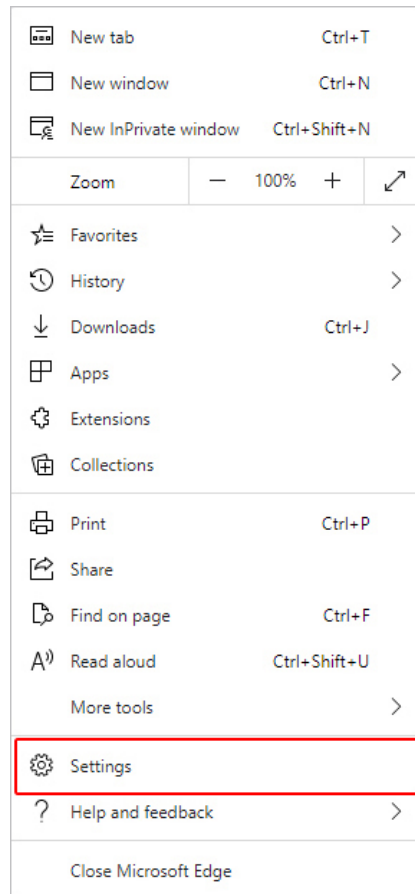 New tab Ctrl+T
New window Ctrl+N
New InPrivate window Ctrl+Shift+N
Zoom — 100% +
Favorites
History
Downloads Ctrl+J
Apps
Extensions
Collections
Print Ctrl+P
Share
Find on page Ctrl+F
Read aloud Ctrl+Shift+U
More tools
Settings
Help and feedback
Close Microsoft Edge